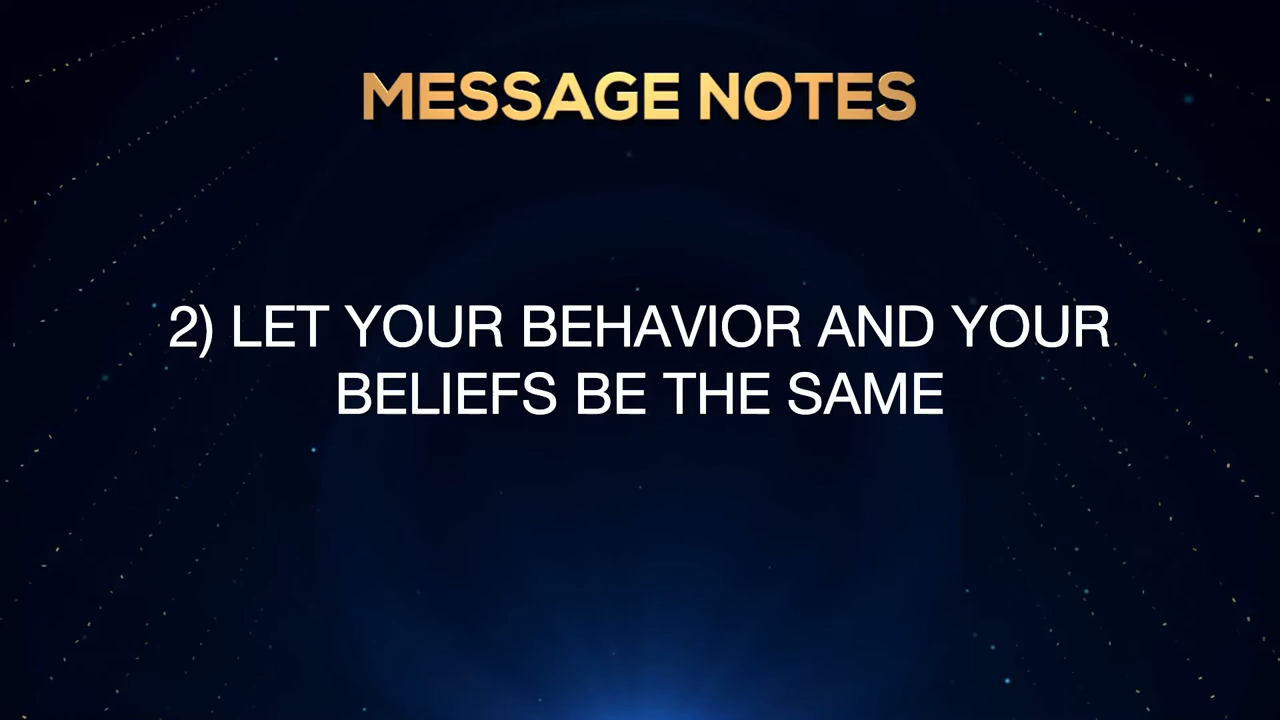 MESSAGE NOTES
2) LET YOUR BEHAVIOR AND YOUR
BELIEFS BE THE SAME